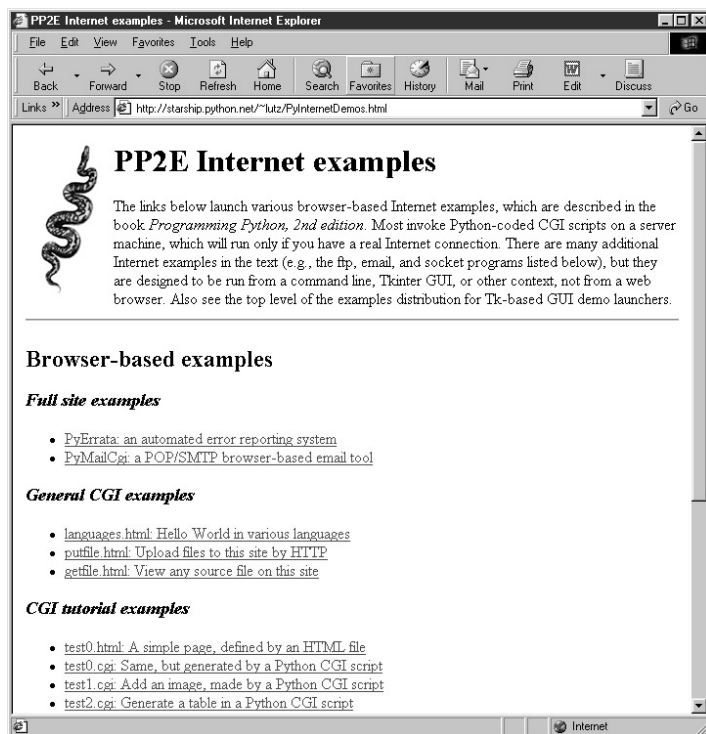 PP2E Internet examples - Microsoft Internet Explorer
File Edit View Favorites Tools Help
Back Forward Stop Refresh Home Search Favorites History Mail Print Edit Discuss
Links » Address http://starship.python.net/~lutz/PyInternetDemos.html Go
PP2E Internet examples
The links below launch various browser-based Internet examples, which are described in the
book Programming Python, 2nd edition. Most invoke Python-coded CGI scripts on a server
machine, which will run only if you have a real Internet connection. There are many additional
Internet examples in the text (e.g., the ftp, email, and socket programs listed below), but they
are designed to be run from a command line, Tkinter GUI, or other context, not from a web
browser. Also see the top level of the examples distribution for Tk-based GUI demo launchers.
Browser-based examples
Full site examples
• PyErrata: an automated error reporting system
• PyMailCgi: a POP/SMTP browser-based email tool
General CGI examples
• languages.html: Hello World in various languages
• putfile.html: Upload files to this site by HTTP
• getfile.html: View any source file on this site
CGI tutorial examples
• test0.html: A simple page, defined by an HTML file
• test0.cgi: Same, but generated by a Python CGI script
• test1.cgi: Add an image, made by a Python CGI script
• test2.cgi: Generate a table in a Python CGI script
Internet